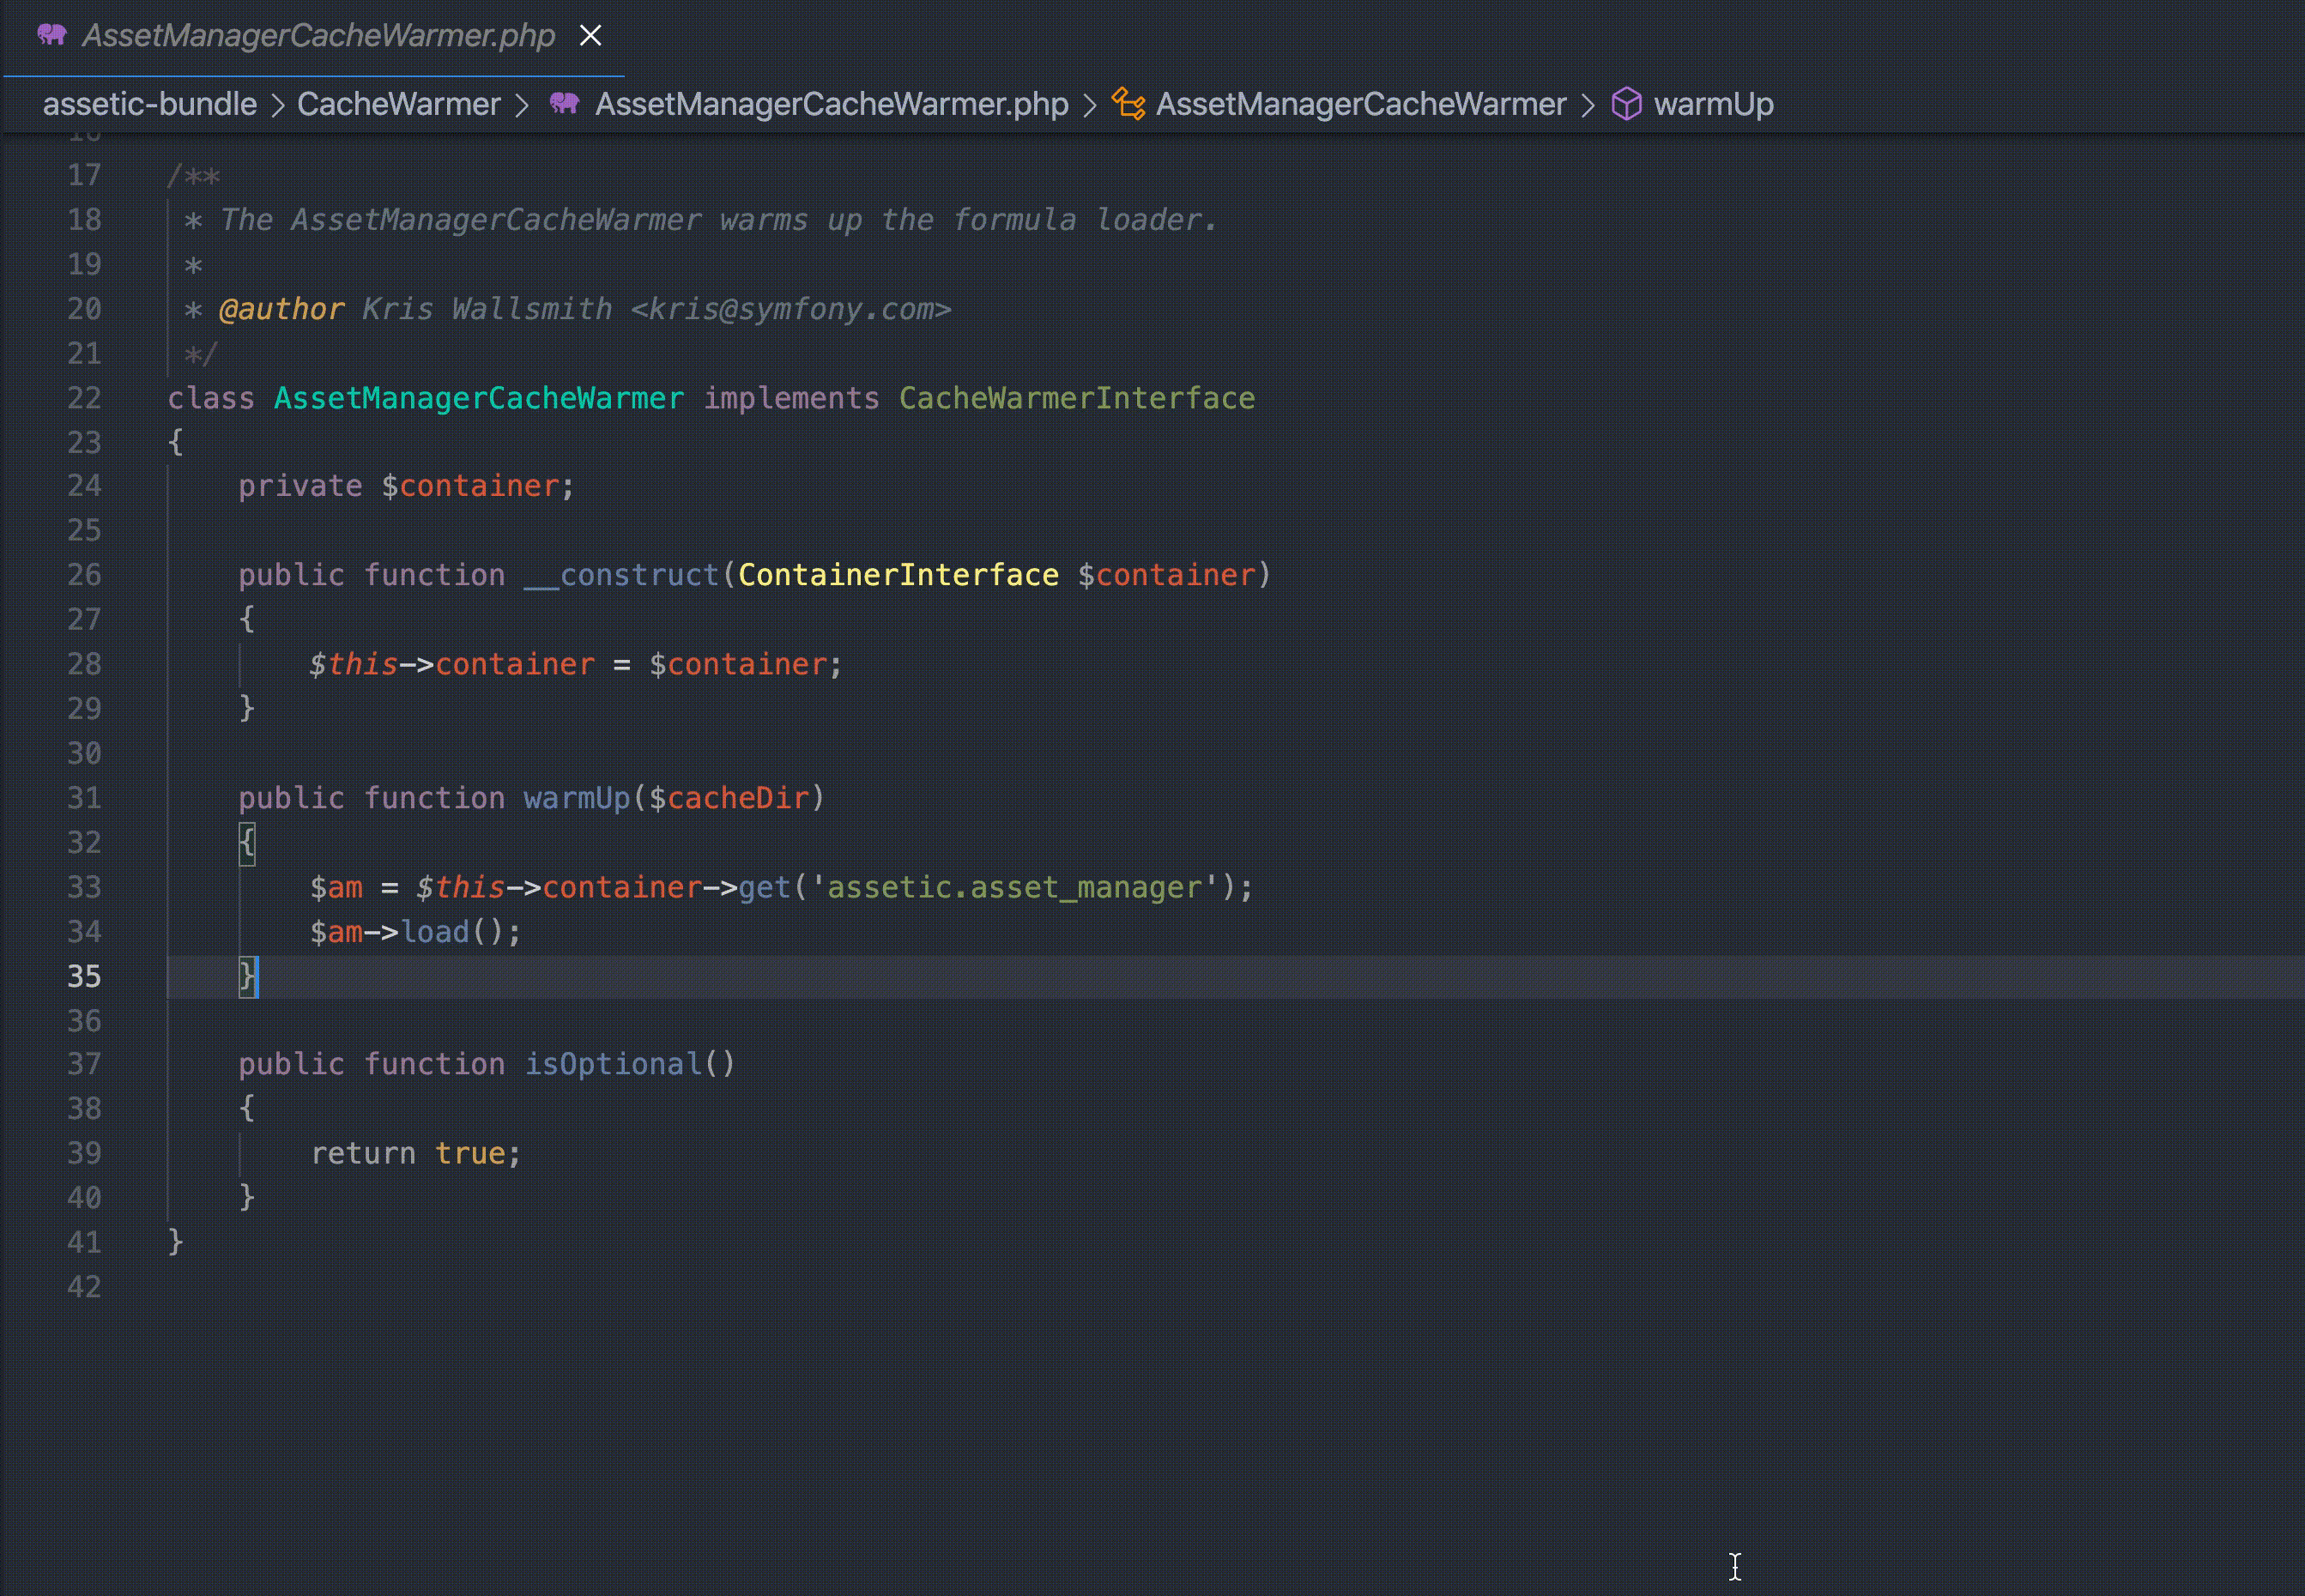 AssetManagerCacheWarmer.php
assetic-bundle > CacheWarmer > AssetManagerCacheWarmer.php > AssetManagerCacheWarmer > warmUp
17 /**
18  * The AssetManagerCacheWarmer warms up the formula loader.
19  *
20  * @author Kris Wallsmith <kris@symfony.com>
21  */
22 class AssetManagerCacheWarmer implements CacheWarmerInterface
23 {
24     private $container;
25
26     public function __construct(ContainerInterface $container)
27     {
28         $this->container = $container;
29     }
30
31     public function warmUp($cacheDir)
32     {
33         $am = $this->container->get('assetic.asset_manager');
34         $am->load();
35     }
36
37     public function isOptional()
38     {
39         return true;
40     }
41 }
42